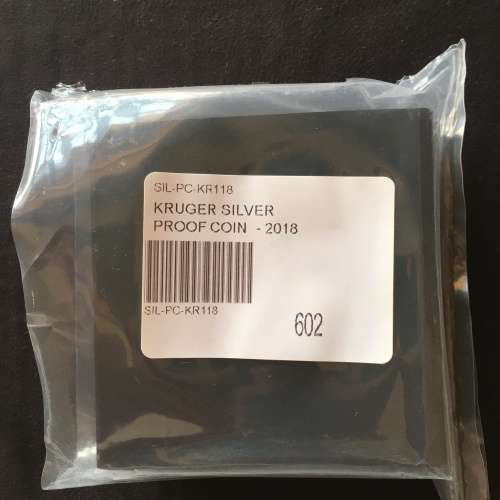 SIL-PC-KR118
KRUGER SILVER
PROOF COIN - 2018
SIL-PC-KR118
602